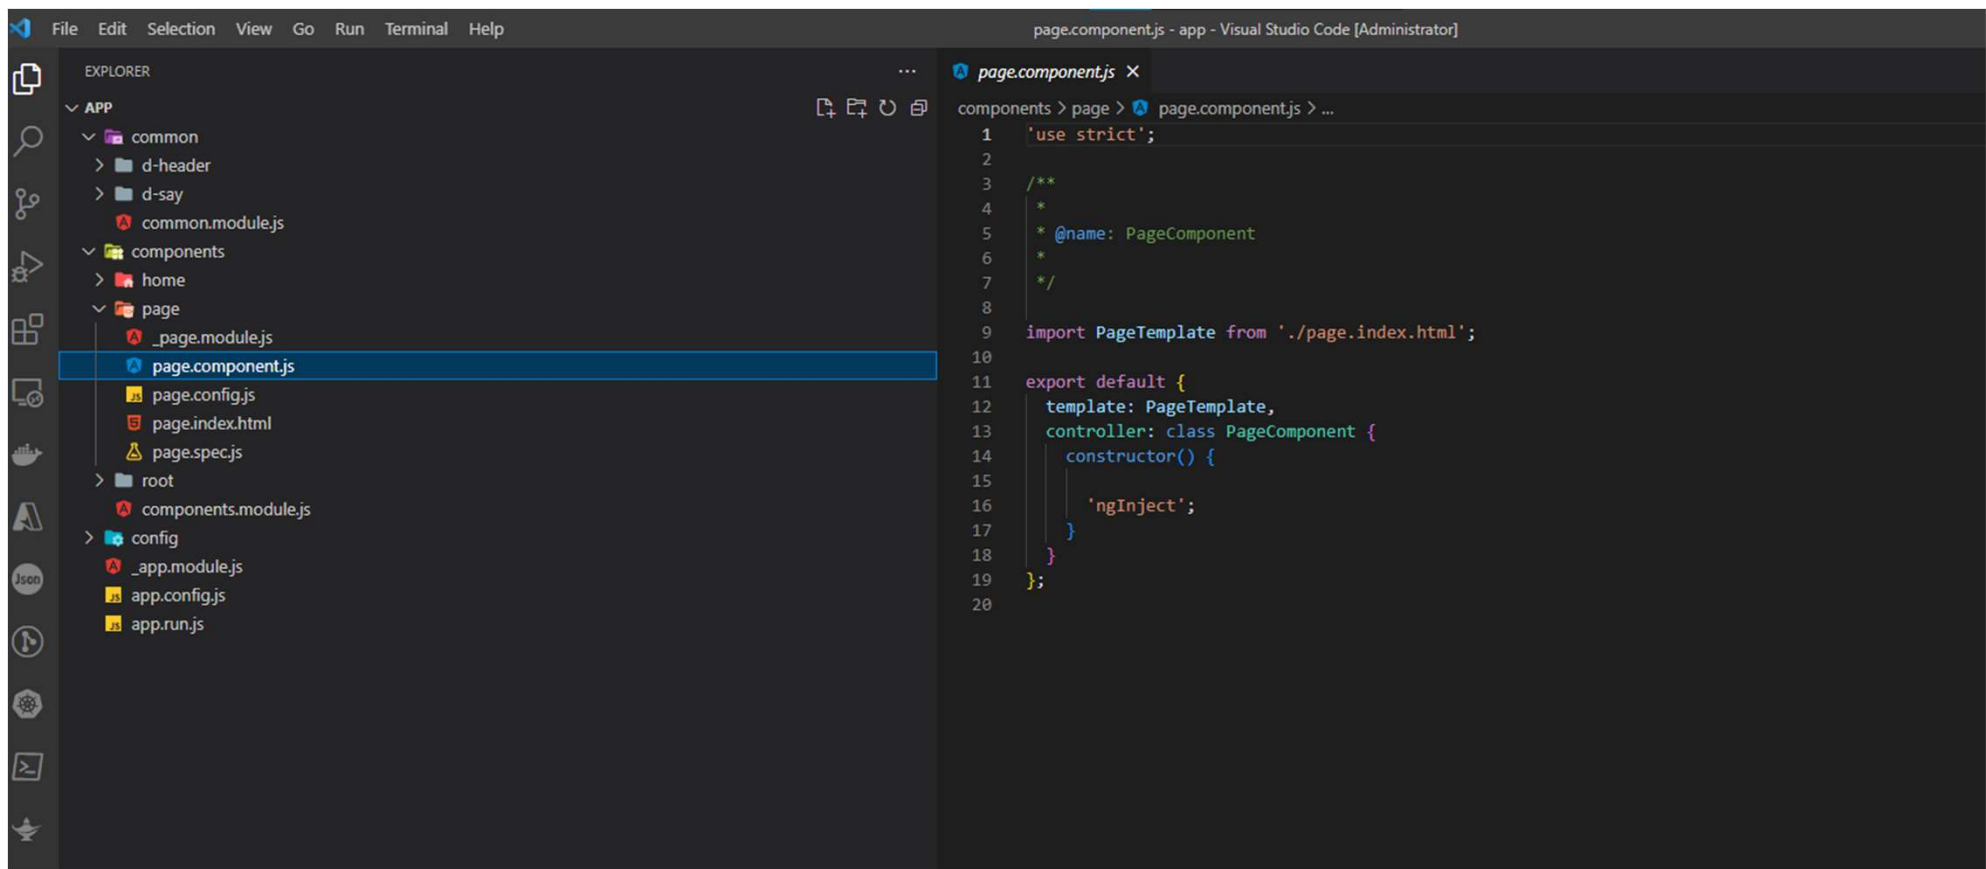 File Edit Selection View Go Run Terminal Help
page.component.js - app - Visual Studio Code [Administrator]
EXPLORER
...
APP
common
d-header
d-say
common.module.js
components
home
page
_page.module.js
page.component.js
page.config.js
page.index.html
page.spec.js
root
components.module.js
config
_app.module.js
JS app.config.js
JS app.run.js
Json
page.component.js ×
components > page > page.component.js > ...
1 'use strict';
2
3 /**
4 *
5 * @name: PageComponent
6 *
7 */
8
9 import PageTemplate from './page.index.html';
10
11 export default {
12 template: PageTemplate,
13 controller: class PageComponent {
14 constructor() {
15
16 'ngInject';
17 }
18 }
19 };
20